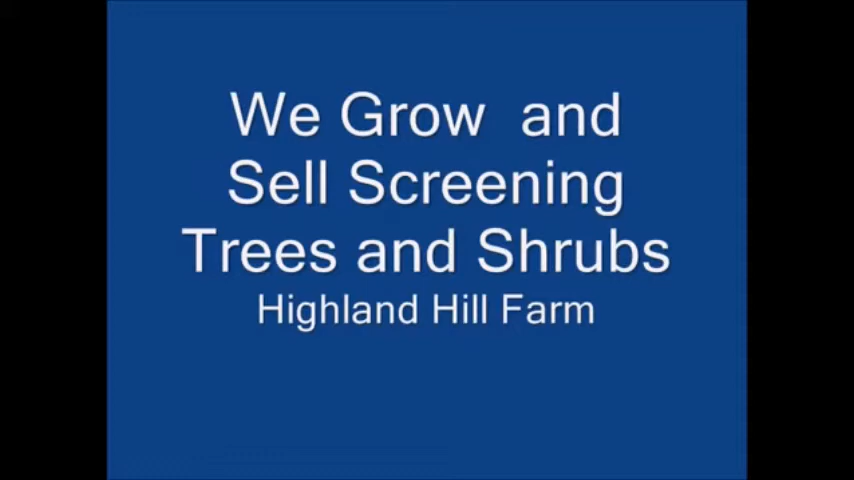 We Grow  and
Sell Screening
Trees and Shrubs
Highland Hill Farm